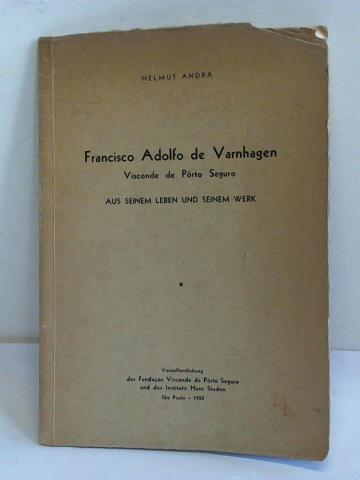 HELMUT ANDRÄ
Francisco Adolfo de Varnhagen
Visconde de Pôrto Seguro
AUS SEINEM LEBEN UND SEINEM WERK
*
Veroeffentlichung
der Fundação Visconde de Pôrto Seguro
und des Instituto Hans Staden
São Paulo -